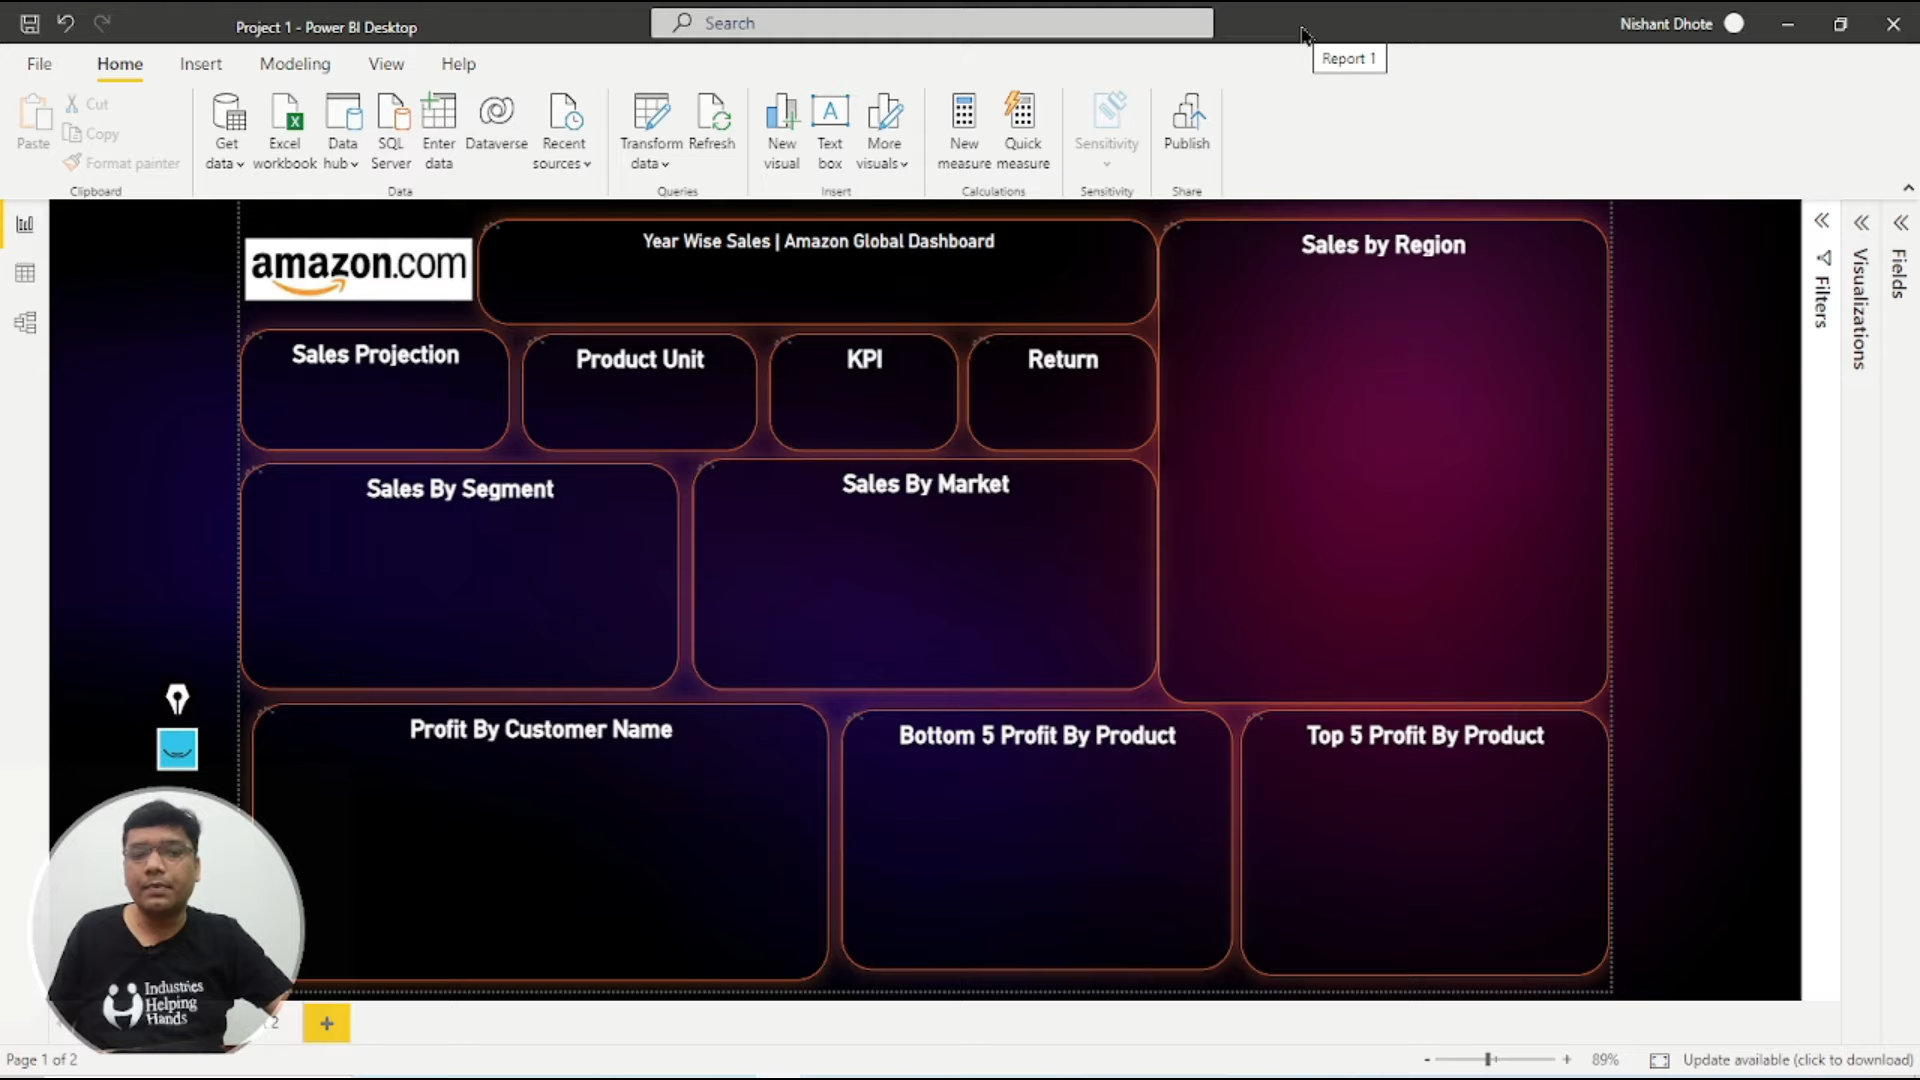 Project 1 - Power BI Desktop
Search
Nishant Dhote
Report 1
File
Home
Insert
Modeling
View
Help
Paste
Cut
Copy
Format painter
Clipboard
Get data
Excel workbook
Data hub
SQL Server
Enter data
Dataverse
Recent sources
Data
Transform data
Refresh
Queries
New visual
Text box
More visuals
Insert
New measure
Quick measure
Calculations
Sensitivity
Sensitivity
Publish
Share
amazon.com
Year Wise Sales | Amazon Global Dashboard
Sales by Region
Sales Projection
Product Unit
KPI
Return
Sales By Segment
Sales By Market
Profit By Customer Name
Bottom 5 Profit By Product
Top 5 Profit By Product
Filters
Visualizations
Fields
Industries
Helping
Hands
2
+
Page 1 of 2
- +
89%
Update available (click to download)